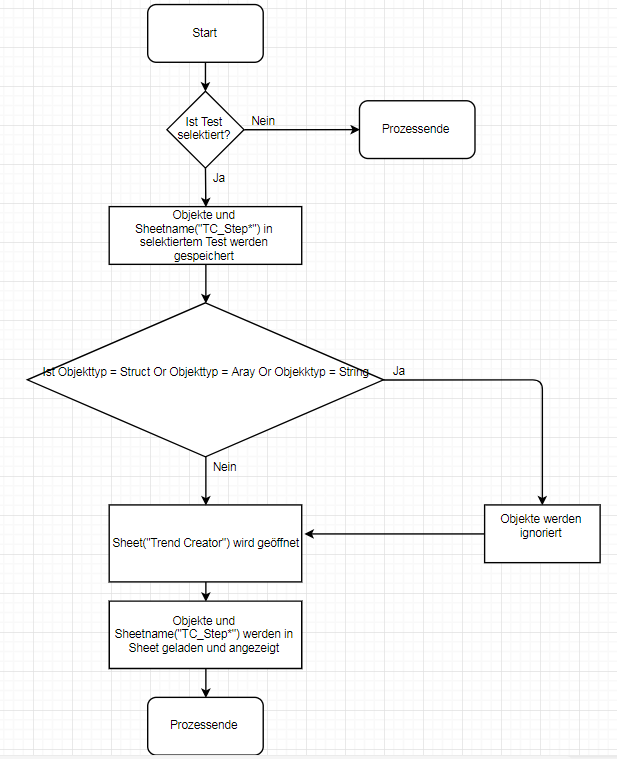 Start
Ist Test
selektiert?
Nein
Prozessende
Ja
Objekte und
Sheetname("TC_Step*") in
selektiertem Test werden
gespeichert
Ist Objekttyp = Struct Or Objekttyp = Aray Or Objekktyp = String
Ja
Nein
Objekte werden
ignoriert
Sheet("Trend Creator") wird geöffnet
Objekte und
Sheetname("TC_Step*") werden in
Sheet geladen und angezeigt
Prozessende